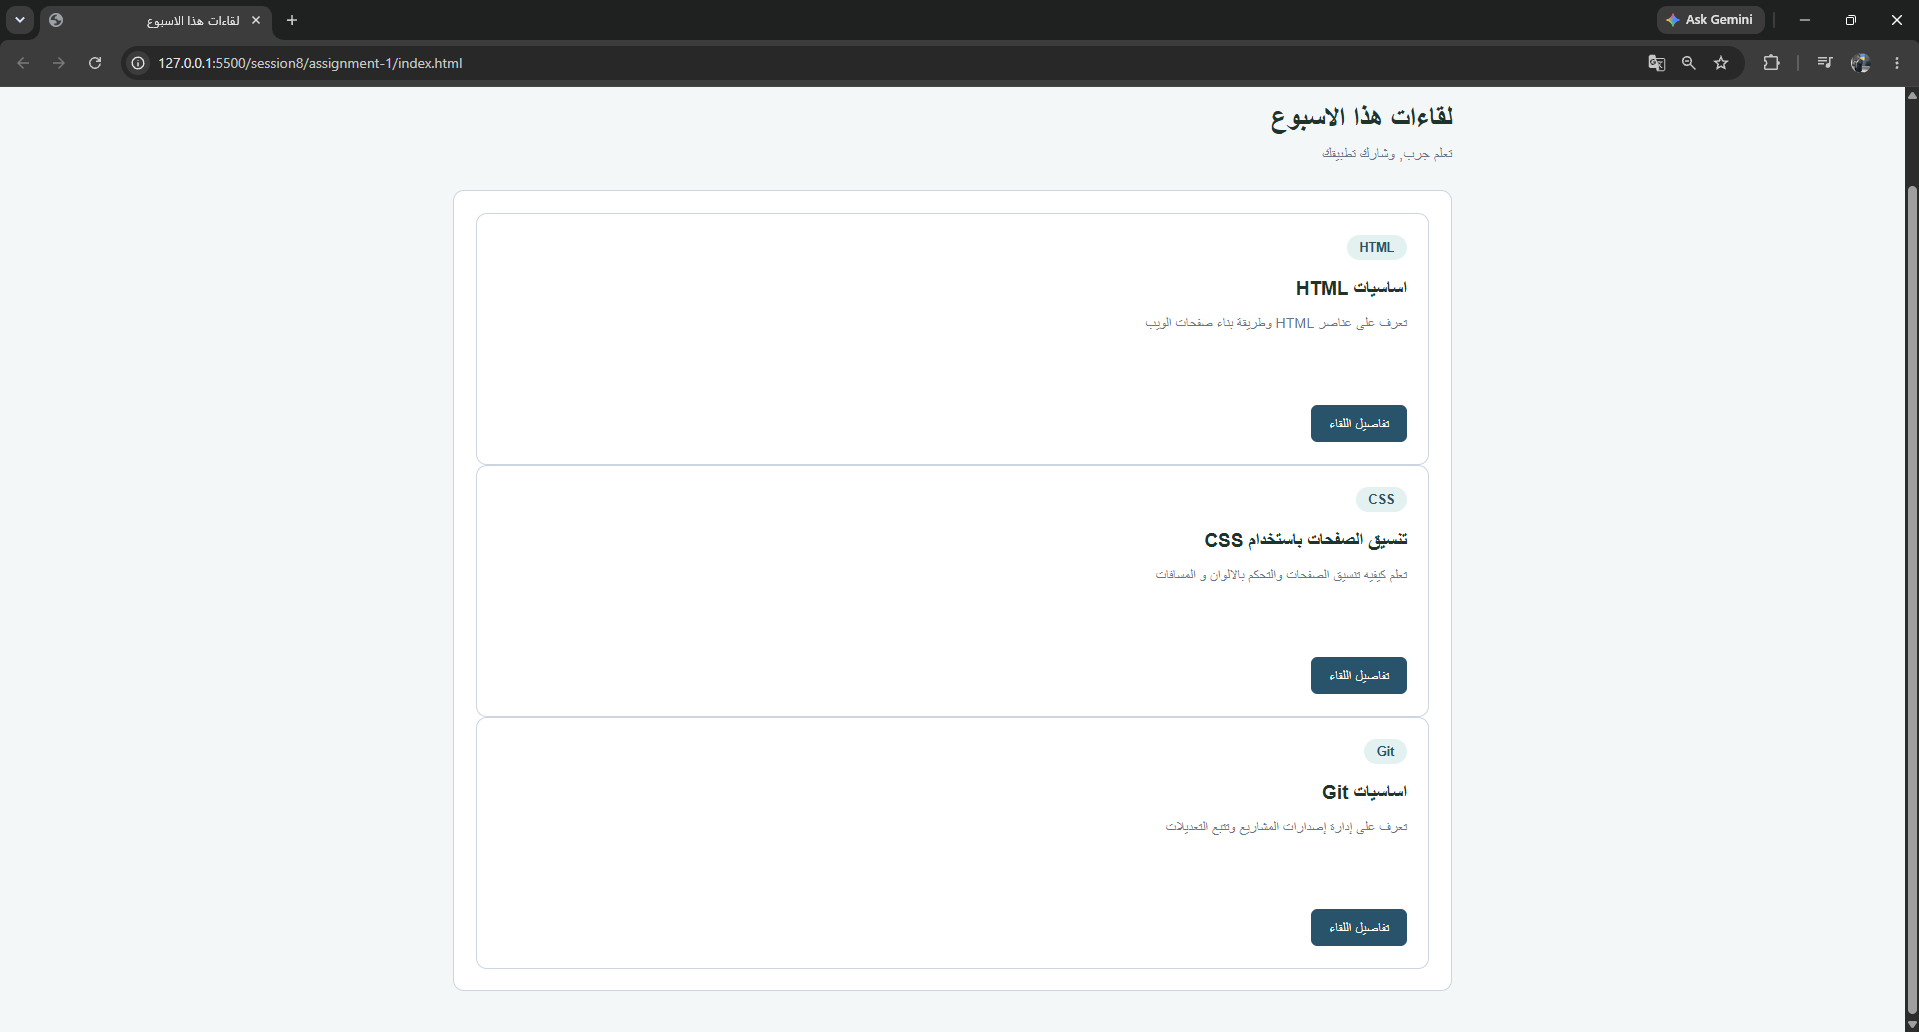 لقاءات هذا الاسبوع
Ask Gemini
127.0.0.1:5500/session8/assignment-1/index.html
لقاءات هذا الاسبوع
تعلم جرب, وشارك تطبيقك
HTML
اساسيات HTML
تعرف على عناصر HTML وطريقة بناء صفحات الويب
تفاصيل اللقاء
CSS
تنسيق الصفحات باستخدام CSS
تعلم كيفيه تنسيق الصفحات والتحكم بالالوان و المسافات
تفاصيل اللقاء
Git
اساسيات Git
تعرف على إدارة إصدارات المشاريع وتتبع التعديلات
تفاصيل اللقاء